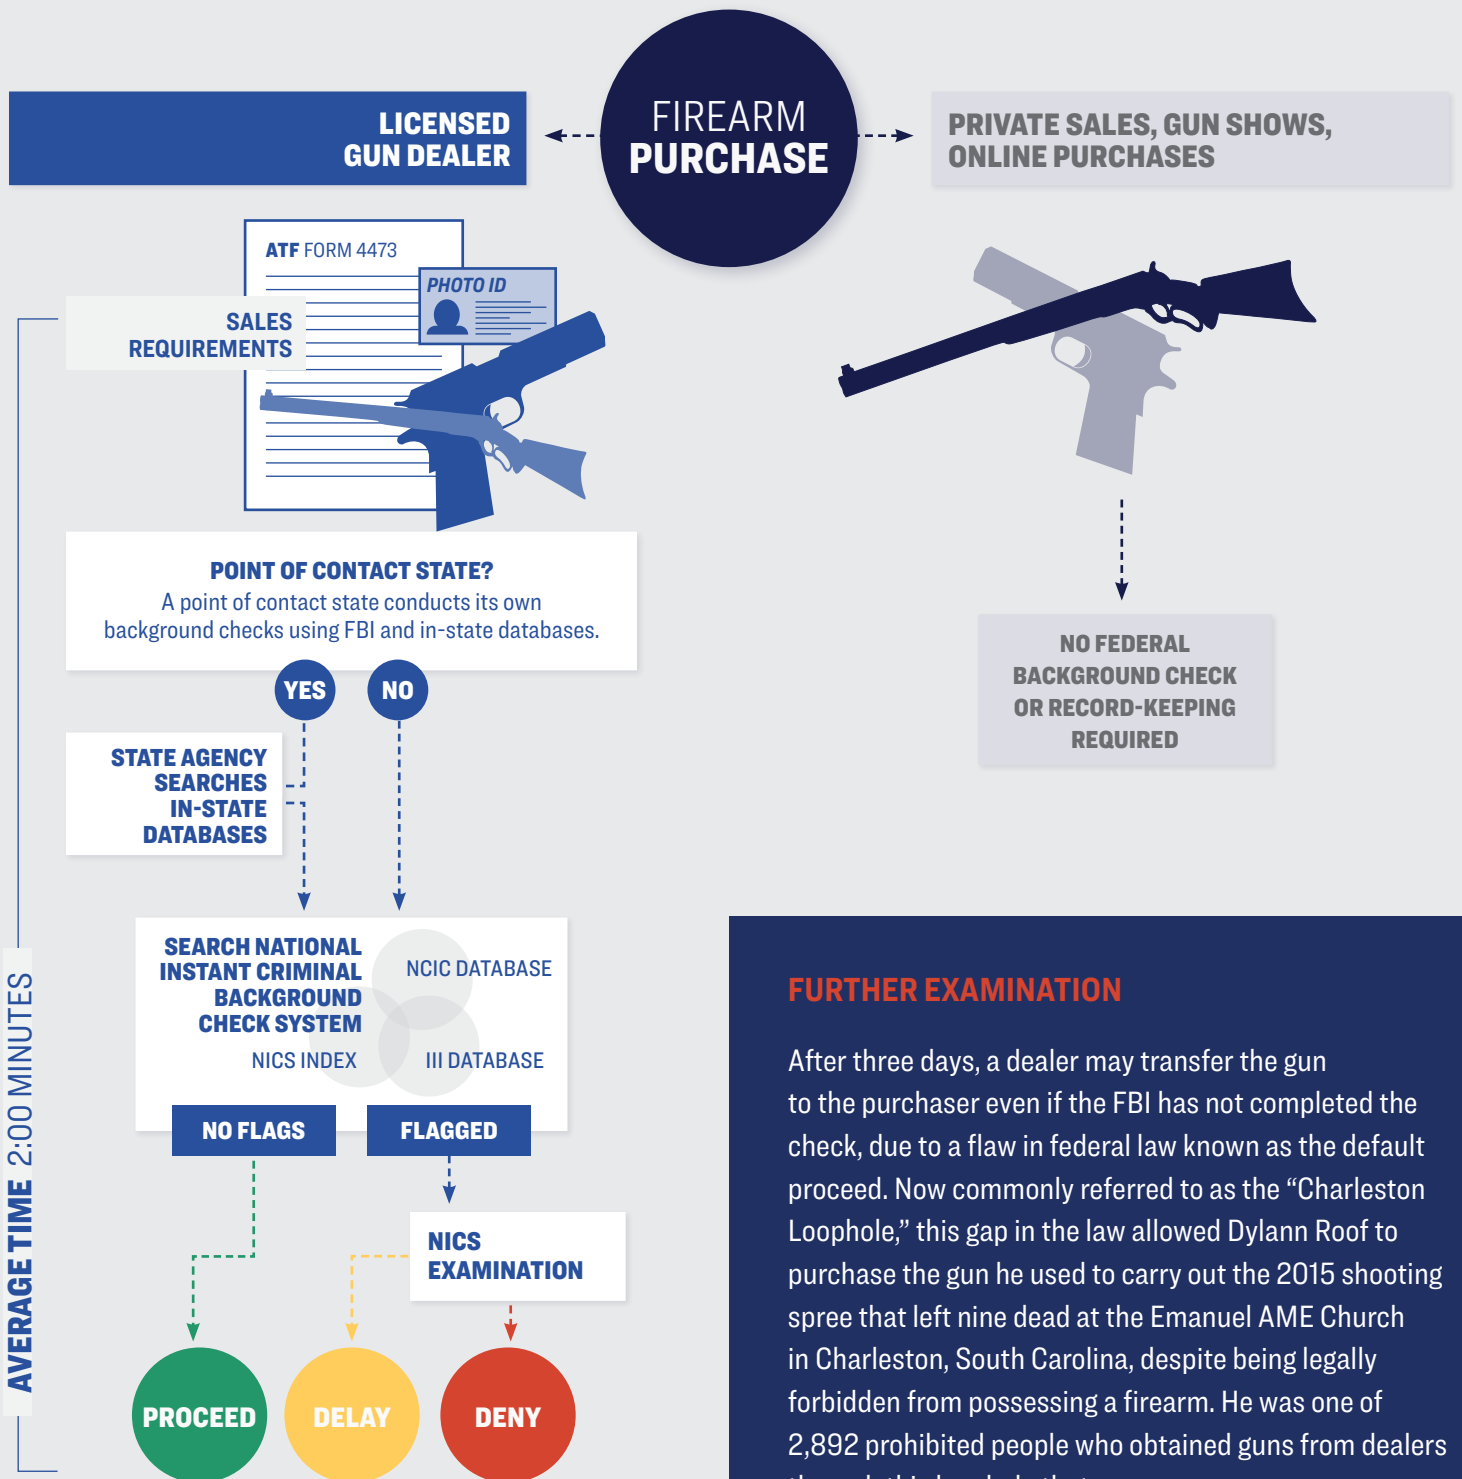 FIREARM
PURCHASE
LICENSED
GUN DEALER
PRIVATE SALES, GUN SHOWS,
ONLINE PURCHASES
ATF FORM 4473
PHOTO ID
SALES
REQUIREMENTS
POINT OF CONTACT STATE?
A point of contact state conducts its own
background checks using FBI and in-state databases.
YES
NO
STATE AGENCY
SEARCHES
IN-STATE
DATABASES
SEARCH NATIONAL
INSTANT CRIMINAL
BACKGROUND
CHECK SYSTEM
NCIC DATABASE
NICS INDEX
III DATABASE
NO FLAGS
FLAGGED
NICS
EXAMINATION
PROCEED
DELAY
DENY
AVERAGE TIME 2:00 MINUTES
NO FEDERAL
BACKGROUND CHECK
OR RECORD-KEEPING
REQUIRED
FURTHER EXAMINATION
After three days, a dealer may transfer the gun
to the purchaser even if the FBI has not completed the
check, due to a flaw in federal law known as the default
proceed. Now commonly referred to as the “Charleston
Loophole,” this gap in the law allowed Dylann Roof to
purchase the gun he used to carry out the 2015 shooting
spree that left nine dead at the Emanuel AME Church
in Charleston, South Carolina, despite being legally
forbidden from possessing a firearm. He was one of
2,892 prohibited people who obtained guns from dealers